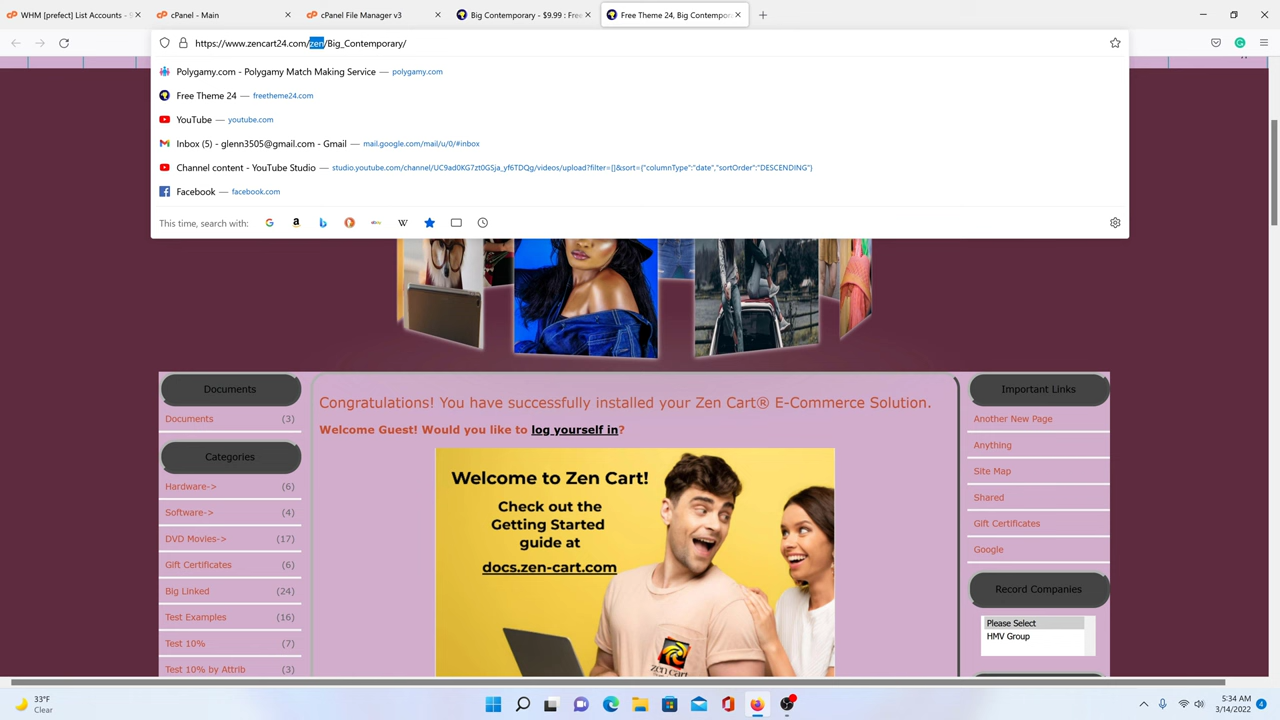 WHM [prefect] List Accounts - 9
cPanel - Main
cPanel File Manager v3
Big Contemporary - $9.99 : Free
Free Theme 24, Big Contempor
https://www.zencart24.com/zen/Big_Contemporary/
Polygamy.com - Polygamy Match Making Service — polygamy.com
Free Theme 24 — freetheme24.com
YouTube — youtube.com
Inbox (5) - glenn3505@gmail.com - Gmail — mail.google.com/mail/u/0/#inbox
Channel content - YouTube Studio — studio.youtube.com/channel/UC9ad0KG7zt0GSja_yf6TDQg/videos/upload?filter=[]&sort={"columnType":"date","sortOrder":"DESCENDING"}
Facebook — facebook.com
This time, search with:
Documents
Documents (3)
Categories
Hardware-> (6)
Software-> (4)
DVD Movies-> (17)
Gift Certificates (6)
Big Linked (24)
Test Examples (16)
Test 10% (7)
Test 10% by Attrib (3)
Congratulations! You have successfully installed your Zen Cart® E-Commerce Solution.
Welcome Guest! Would you like to log yourself in?
Welcome to Zen Cart!
Check out the
Getting Started
guide at
docs.zen-cart.com
zen cart
Important Links
Another New Page
Anything
Site Map
Shared
Gift Certificates
Google
Record Companies
Please Select
HMV Group
33°F
Clear
5:34 AM
3/14/2022
4